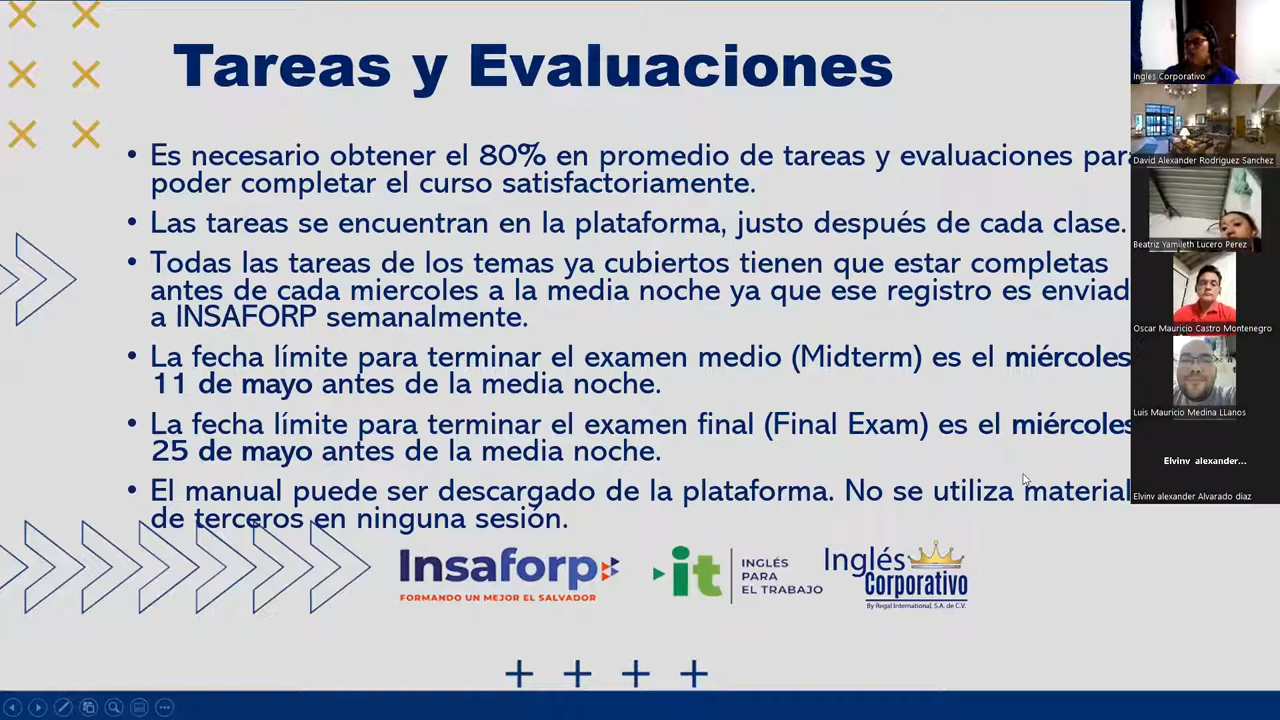 Tareas y Evaluaciones
• Es necesario obtener el 80% en promedio de tareas y evaluaciones para
poder completar el curso satisfactoriamente.
• Las tareas se encuentran en la plataforma, justo después de cada clase.
• Todas las tareas de los temas ya cubiertos tienen que estar completas
antes de cada miercoles a la media noche ya que ese registro es enviad
a INSAFORP semanalmente.
• La fecha límite para terminar el examen medio (Midterm) es el miércoles
11 de mayo antes de la media noche.
• La fecha límite para terminar el examen final (Final Exam) es el miércoles
25 de mayo antes de la media noche.
• El manual puede ser descargado de la plataforma. No se utiliza material
de terceros en ninguna sesión.
Insaforp
FORMANDO UN MEJOR EL SALVADOR
it
INGLÉS
PARA
EL TRABAJO
Inglés
Corporativo
By Regal International, S.A. de C.V.
Ingles Corporativo
David Alexander Rodriguez Sanchez
Beatriz Yamileth Lucero Perez
Oscar Mauricio Castro Montenegro
Luis Mauricio Medina LLanos
Elvinv alexander...
Elvinv alexander Alvarado diaz